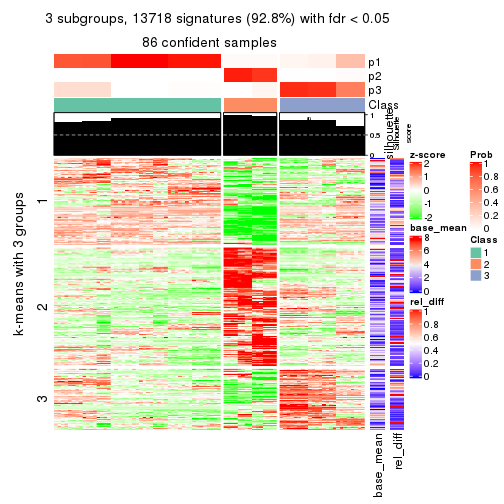 3 subgroups, 13718 signatures (92.8%) with fdr < 0.05
86 confident samples
p1
p2
p3
Class
1
0.5
0
silhouette
Silhouette
score
k-means with 3 groups
1
2
3
base_mean
rel_diff
z-score
2
1
0
-1
-2
base_mean
8
6
4
2
0
rel_diff
1
0.8
0.6
0.4
0.2
0
Prob
1
0.8
0.6
0.4
0.2
0
Class
1
2
3